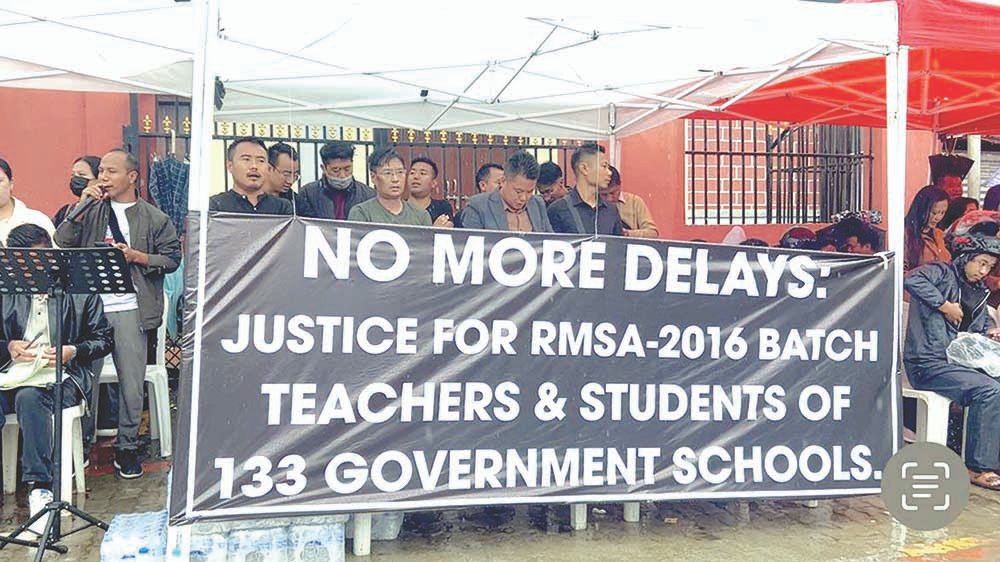 NO MORE DELAYS:
JUSTICE FOR RMSA-2016 BATCH
TEACHERS & STUDENTS OF
133 GOVERNMENT SCHOOLS.